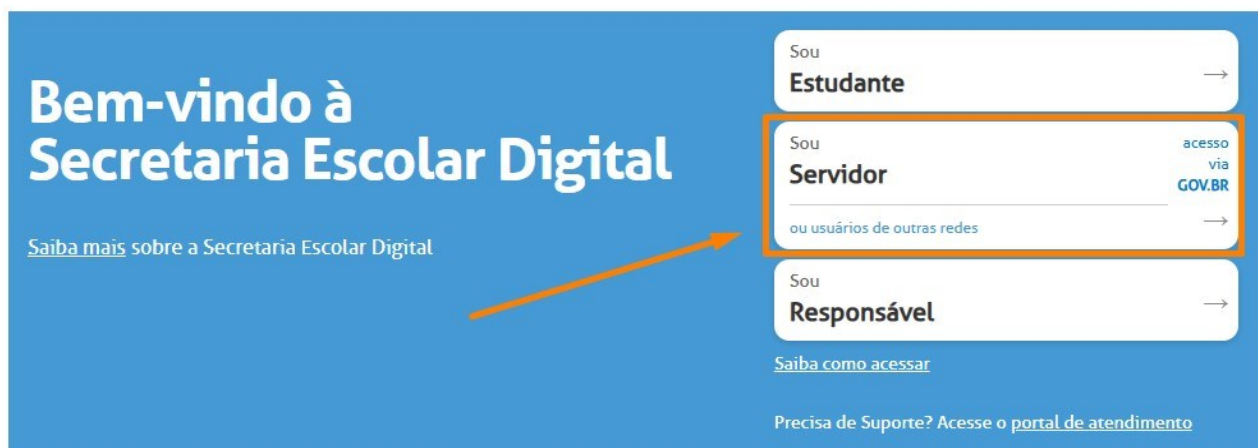 Bem-vindo à
Secretaria Escolar Digital
Saiba mais sobre a Secretaria Escolar Digital
Sou
Estudante
Sou
Servidor
acesso
via
GOV.BR
ou usuários de outras redes
Sou
Responsável
Saiba como acessar
Precisa de Suporte? Acesse o portal de atendimento